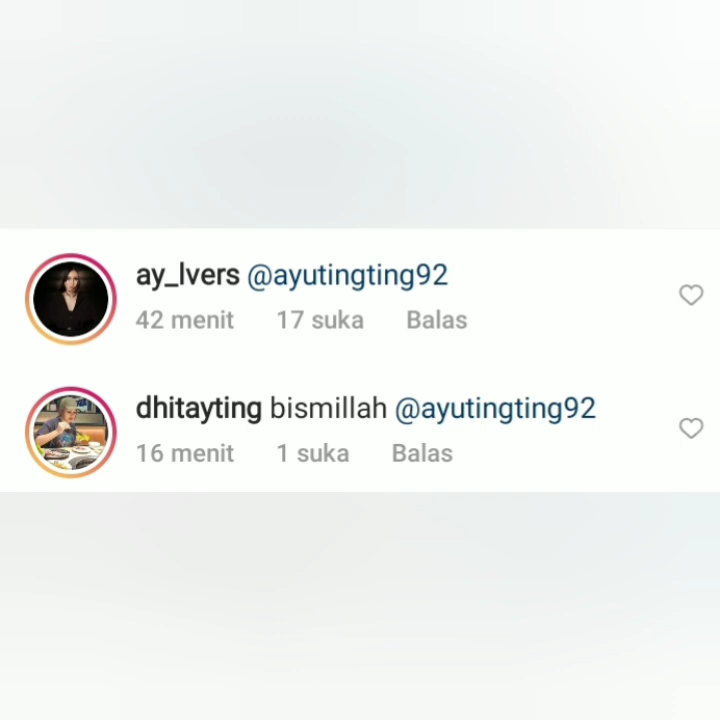 ay_lvers @ayutingting92
42 menit 17 suka Balas
dhitayting bismillah @ayutingting92
16 menit 1 suka Balas